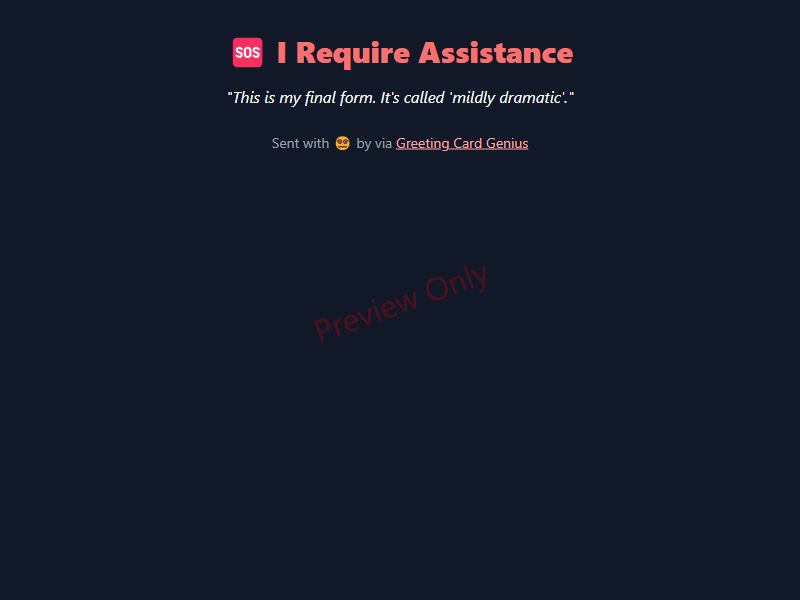 🆘 I Require Assistance
"This is my final form. It's called 'mildly dramatic'."
Sent with 😵‍💫 by via Greeting Card Genius
Preview Only